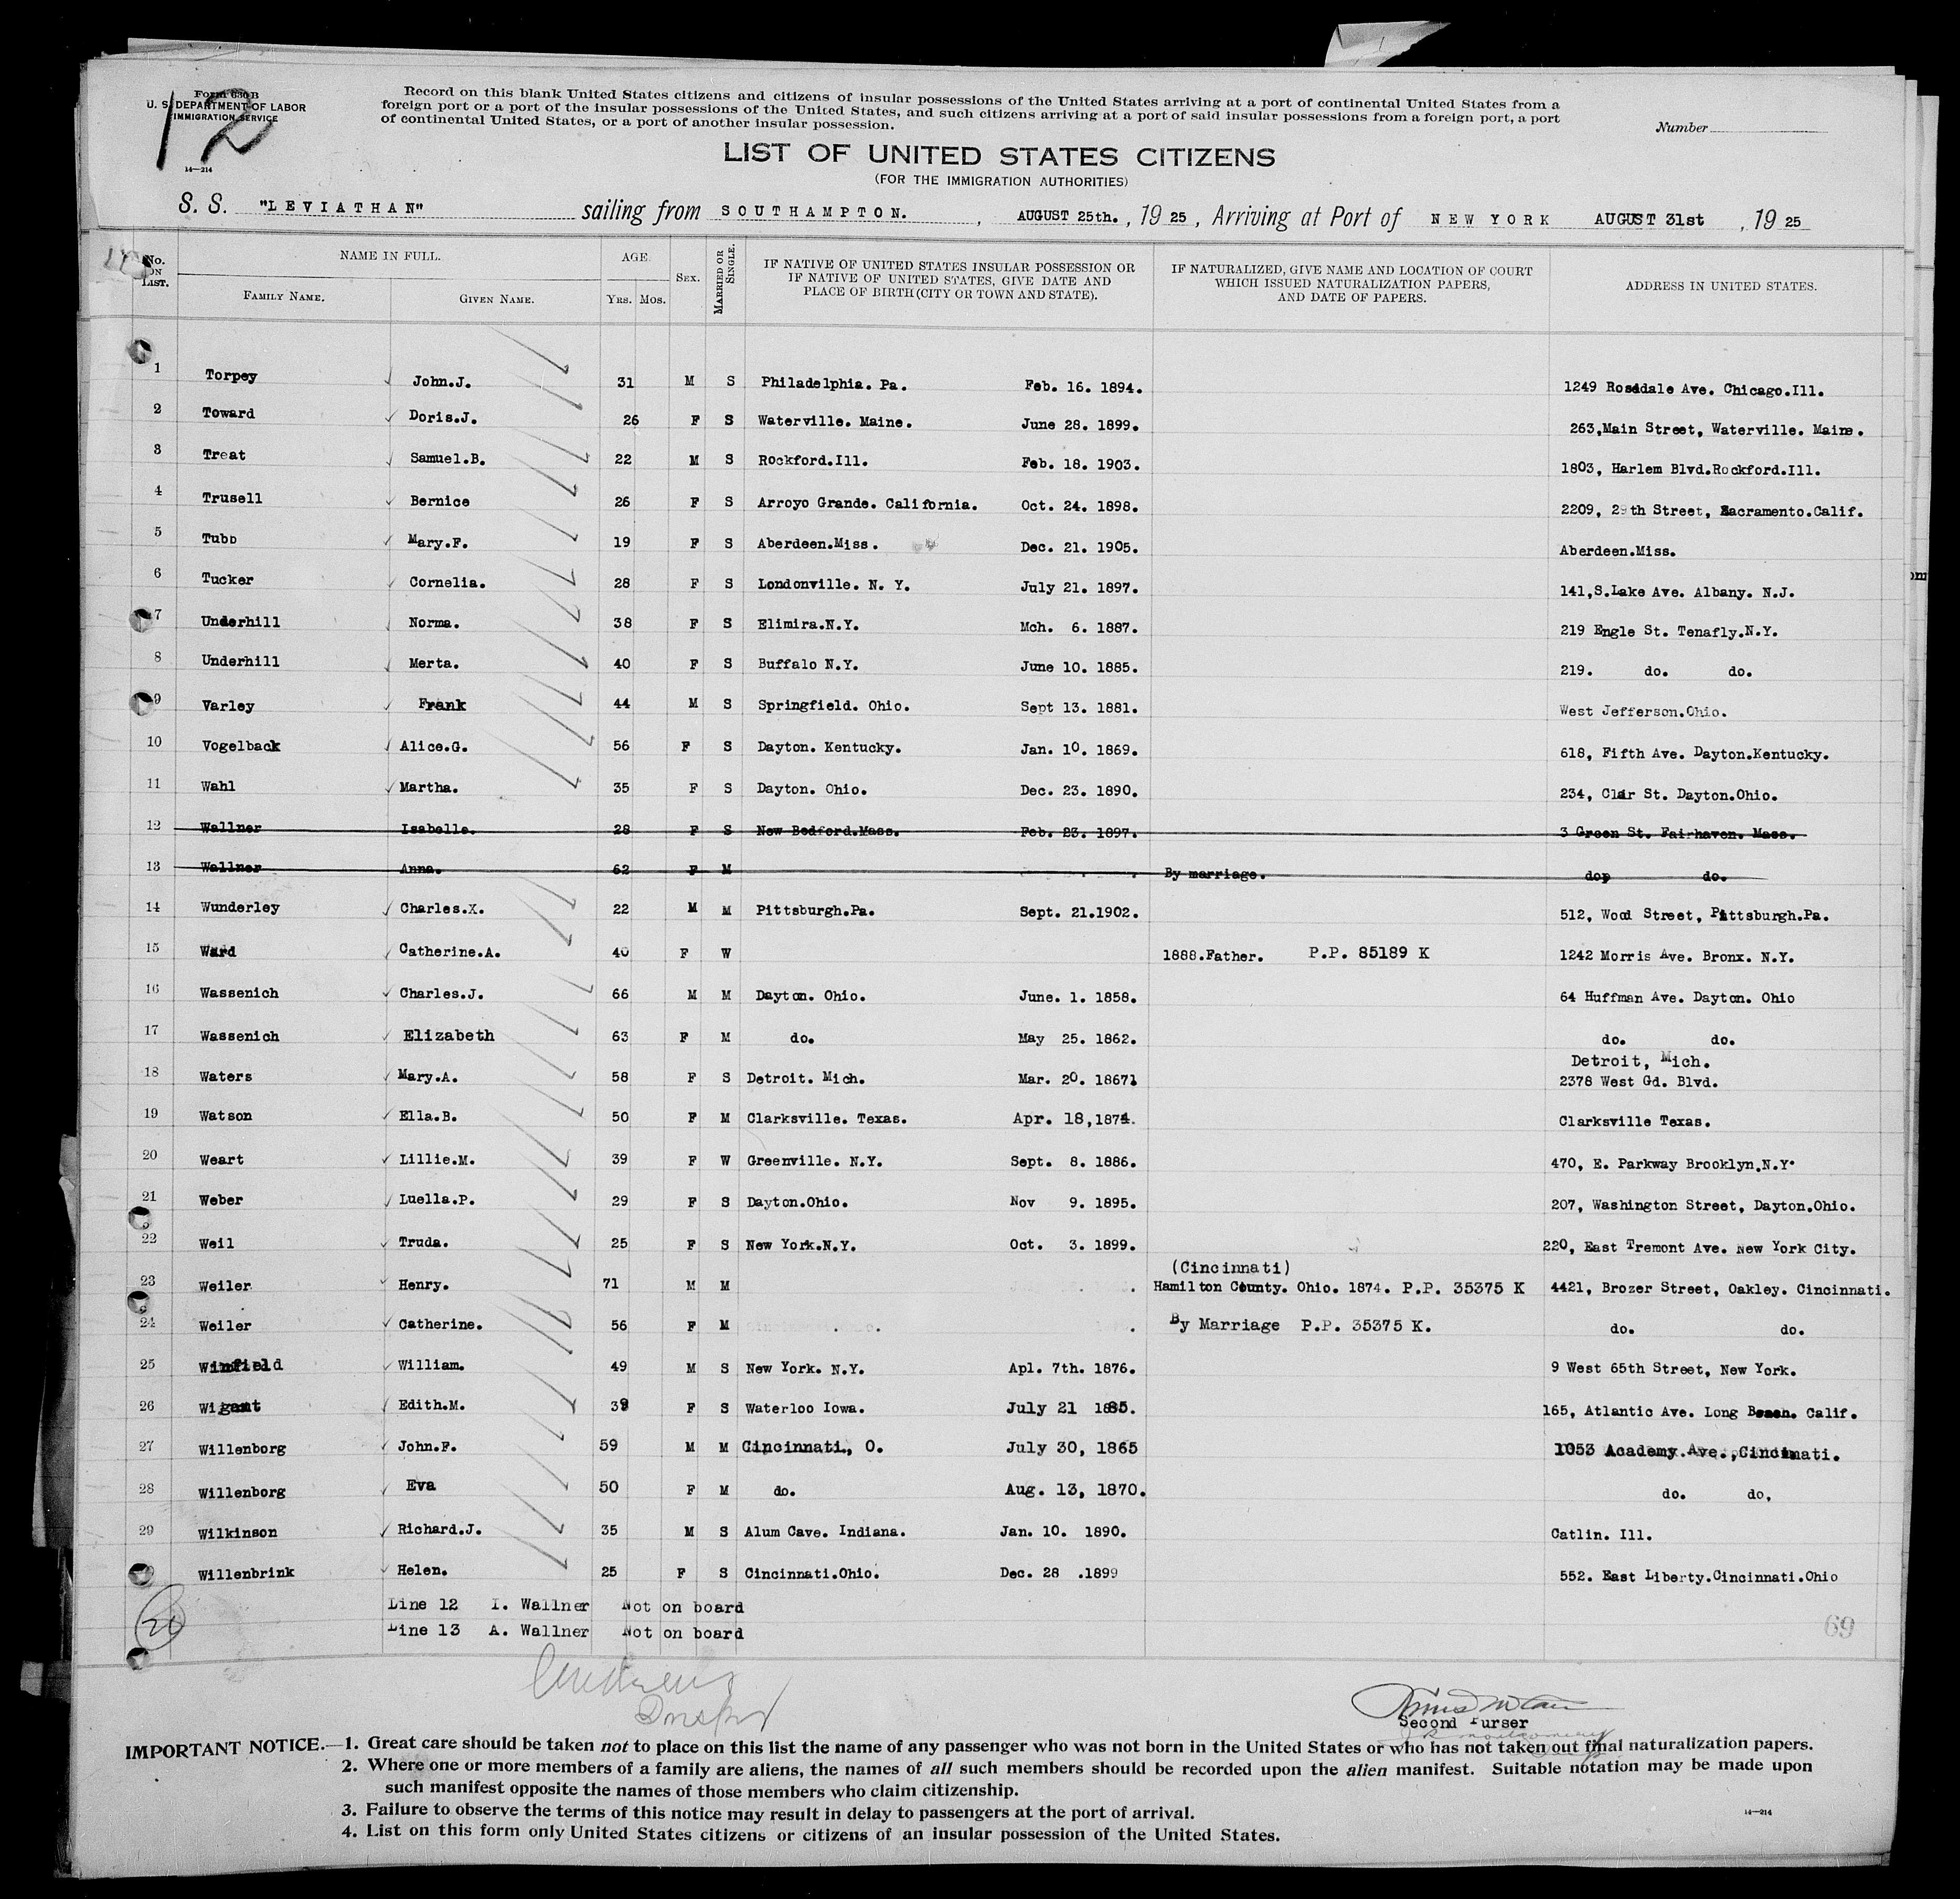 12
Form 630 B
U. S. DEPARTMENT OF LABOR
IMMIGRATION SERVICE
14—214
Record on this blank United States citizens and citizens of insular possessions of the United States arriving at a port of continental United States from a
foreign port or a port of the insular possessions of the United States, and such citizens arriving at a port of said insular possessions from a foreign port, a port
of continental United States, or a port of another insular possession.
Number
LIST OF UNITED STATES CITIZENS
(FOR THE IMMIGRATION AUTHORITIES)
S. S. "LEVIATHAN" sailing from SOUTHAMPTON. , AUGUST 25th. , 19 25 , Arriving at Port of NEW YORK AUGUST 31st , 19 25
No. ON LIST. NAME IN FULL. AGE. SEX. MARRIED OR SINGLE. IF NATIVE OF UNITED STATES INSULAR POSSESSION OR IF NATIVE OF UNITED STATES, GIVE DATE AND PLACE OF BIRTH (CITY OR TOWN AND STATE). IF NATURALIZED, GIVE NAME AND LOCATION OF COURT WHICH ISSUED NATURALIZATION PAPERS, AND DATE OF PAPERS. ADDRESS IN UNITED STATES.
FAMILY NAME. GIVEN NAME. YRS. MOS.
1 Torpey John.J. 31 M S Philadelphia. Pa. Feb. 16. 1894. 1249 Rosedale Ave. Chicago.Ill.
2 Toward Doris.J. 26 F S Waterville. Maine. June 28. 1899. 263,Main Street, Waterville. Maine.
3 Treat Samuel.B. 22 M S Rockford.Ill. Feb. 18. 1903. 1803, Harlem Blvd.Rockford.Ill.
4 Trusell Bernice 26 F S Arroyo Grande. California. Oct. 24. 1898. 2209, 29th Street, Sacramento.Calif.
5 Tubb Mary.F. 19 F S Aberdeen.Miss. Dec. 21. 1905. Aberdeen.Miss.
6 Tucker Cornelia. 28 F S Londonville. N. Y. July 21. 1897. 141,S.Lake Ave. Albany. N.J.
7 Underhill Norma. 38 F S Elimira.N.Y. Mch. 6. 1887. 219 Engle St. Tenafly.N.Y.
8 Underhill Merta. 40 F S Buffalo N.Y. June 10. 1885. 219. do. do.
9 Varley Frank 44 M S Springfield. Ohio. Sept 13. 1881. West Jefferson.Ohio.
10 Vogelback Alice.G. 56 F S Dayton. Kentucky. Jan. 10. 1869. 618, Fifth Ave. Dayton.Kentucky.
11 Wahl Martha. 35 F S Dayton. Ohio. Dec. 23. 1890. 234, Clar St. Dayton.Ohio.
12 Wallner Isabelle. 28 F S New Bedford.Mass. Feb. 23. 1897. 3 Green St. Fairhaven. Mass.
13 Wallner Anna. 62 F M By marriage. do. do.
14 Wunderley Charles.X. 22 M M Pittsburgh.Pa. Sept. 21.1902. 512, Wood Street, Pittsburgh.Pa.
15 Ward Catherine.A. 40 F W 1888.Father. P.P. 85189 K 1242 Morris Ave. Bronx. N.Y.
16 Wassenich Charles.J. 66 M M Dayton. Ohio. June. 1. 1858. 64 Huffman Ave. Dayton. Ohio
17 Wassenich Elizabeth 63 F M do. May 25. 1862. do. do.
Detroit, Mich.
18 Waters Mary.A. 58 F S Detroit. Mich. Mar. 20. 18671 2378 West Gd. Blvd.
19 Watson Ella.B. 50 F M Clarksville. Texas. Apr. 18,1874. Clarksville Texas.
20 Weart Lillie.M. 39 F W Greenville. N.Y. Sept. 8. 1886. 470, E. Parkway Brooklyn.N.Y.
21 Weber Luella.P. 29 F S Dayton.Ohio. Nov 9. 1895. 207, Washington Street, Dayton.Ohio.
22 Weil Truda. 25 F S New York.N.Y. Oct. 3. 1899. 220, East Tremont Ave. New York City.
(Cincinnati)
23 Weiler Henry. 71 M M Hamilton County. Ohio. 1874. P.P. 35375 K 4421, Brozer Street, Oakley. Cincinnati.
24 Weiler Catherine. 56 F M By Marriage P.P. 35375 K. do. do.
25 Winfield William. 49 M S New York. N.Y. Apl. 7th. 1876. 9 West 65th Street, New York.
26 Edith.M. 39 F S Waterloo Iowa. July 21 1885. 165, Atlantic Ave. Long Beach. Calif.
27 Willenborg John.F. 59 M M Cincinnati, O. July 30, 1865 1053 Academy Ave.,Cincinnati.
28 Willenborg Eva 50 F M do. Aug. 13, 1870. do. do,
29 Wilkinson Richard.J. 35 M S Alum Cave. Indiana. Jan. 10. 1890. Catlin. Ill.
Willenbrink Helen. 25 F S Cincinnati.Ohio. Dec. 28 .1899 552. East Liberty.Cincinnati.Ohio
Line 12 I. Wallner Not on board
Line 13 A. Wallner Not on board
69
Second Purser
IMPORTANT NOTICE.—1. Great care should be taken not to place on this list the name of any passenger who was not born in the United States or who has not taken out final naturalization papers.
2. Where one or more members of a family are aliens, the names of all such members should be recorded upon the alien manifest. Suitable notation may be made upon
such manifest opposite the names of those members who claim citizenship.
3. Failure to observe the terms of this notice may result in delay to passengers at the port of arrival.
14—214
4. List on this form only United States citizens or citizens of an insular possession of the United States.